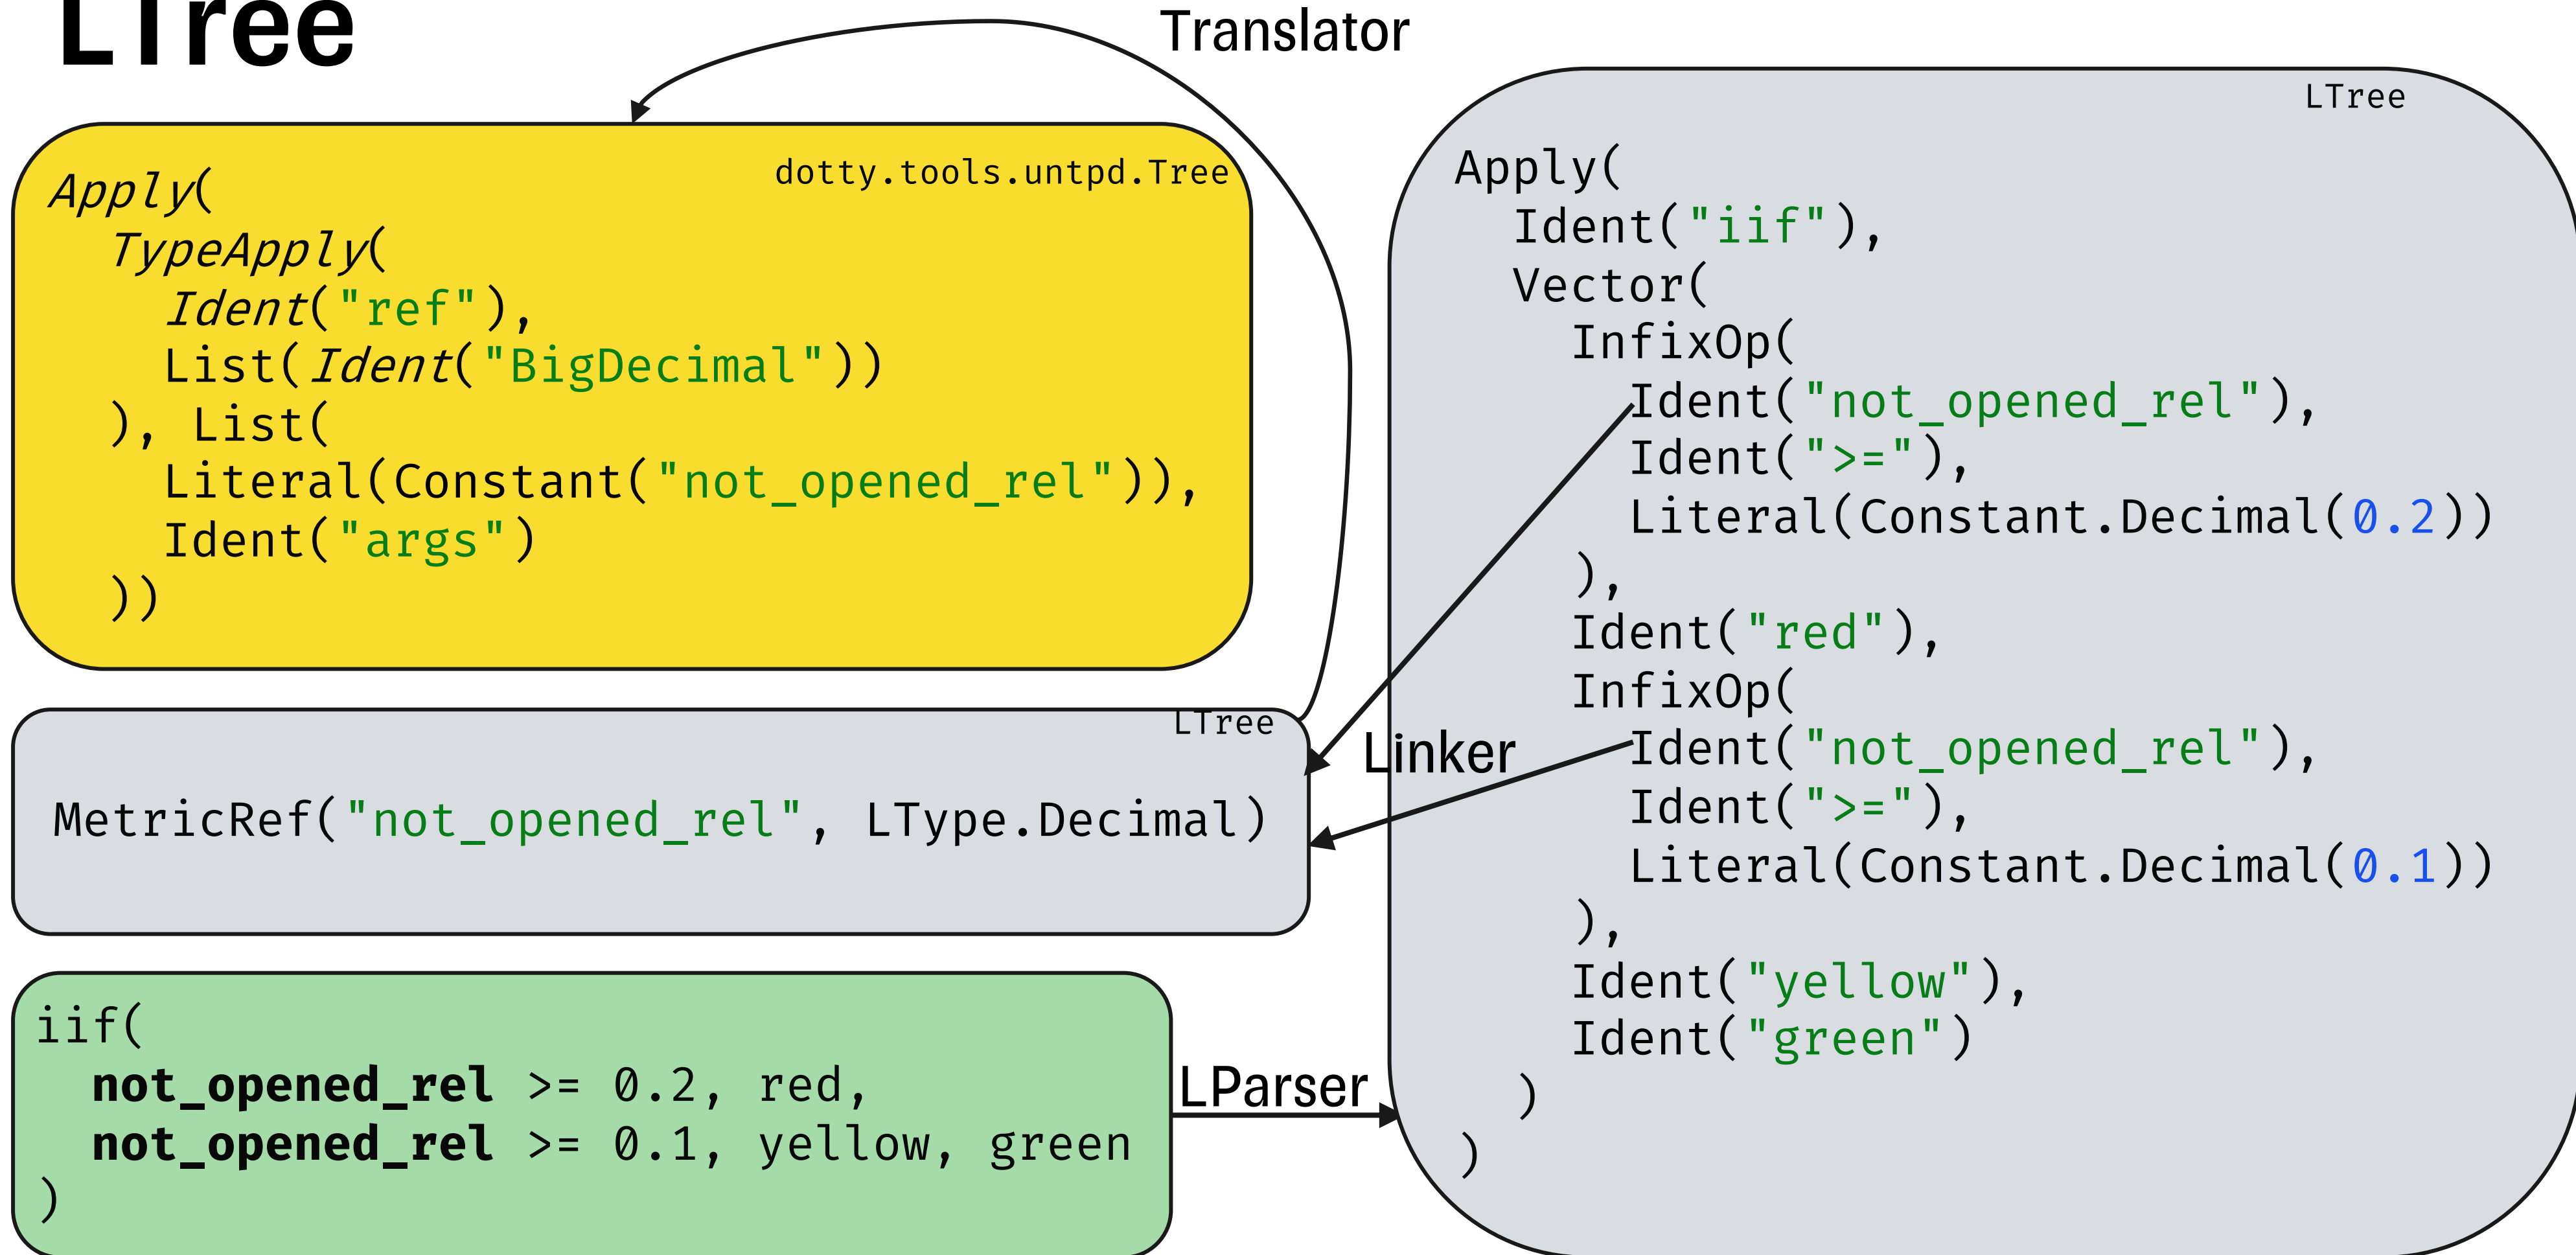 LTree
Translator
dotty.tools.untpd.Tree
Apply(
TypeApply(
Ident("ref"),
List(Ident("BigDecimal"))
), List(
Literal(Constant("not_opened_rel")),
Ident("args")
))
LTree
MetricRef("not_opened_rel", LType.Decimal)
iif(
not_opened_rel >= 0.2, red,
not_opened_rel >= 0.1, yellow, green
)
LParser
Linker
LTree
Apply(
Ident("iif"),
Vector(
InfixOp(
Ident("not_opened_rel"),
Ident(">="),
Literal(Constant.Decimal(0.2))
),
Ident("red"),
InfixOp(
Ident("not_opened_rel"),
Ident(">="),
Literal(Constant.Decimal(0.1))
),
Ident("yellow"),
Ident("green")
)
)